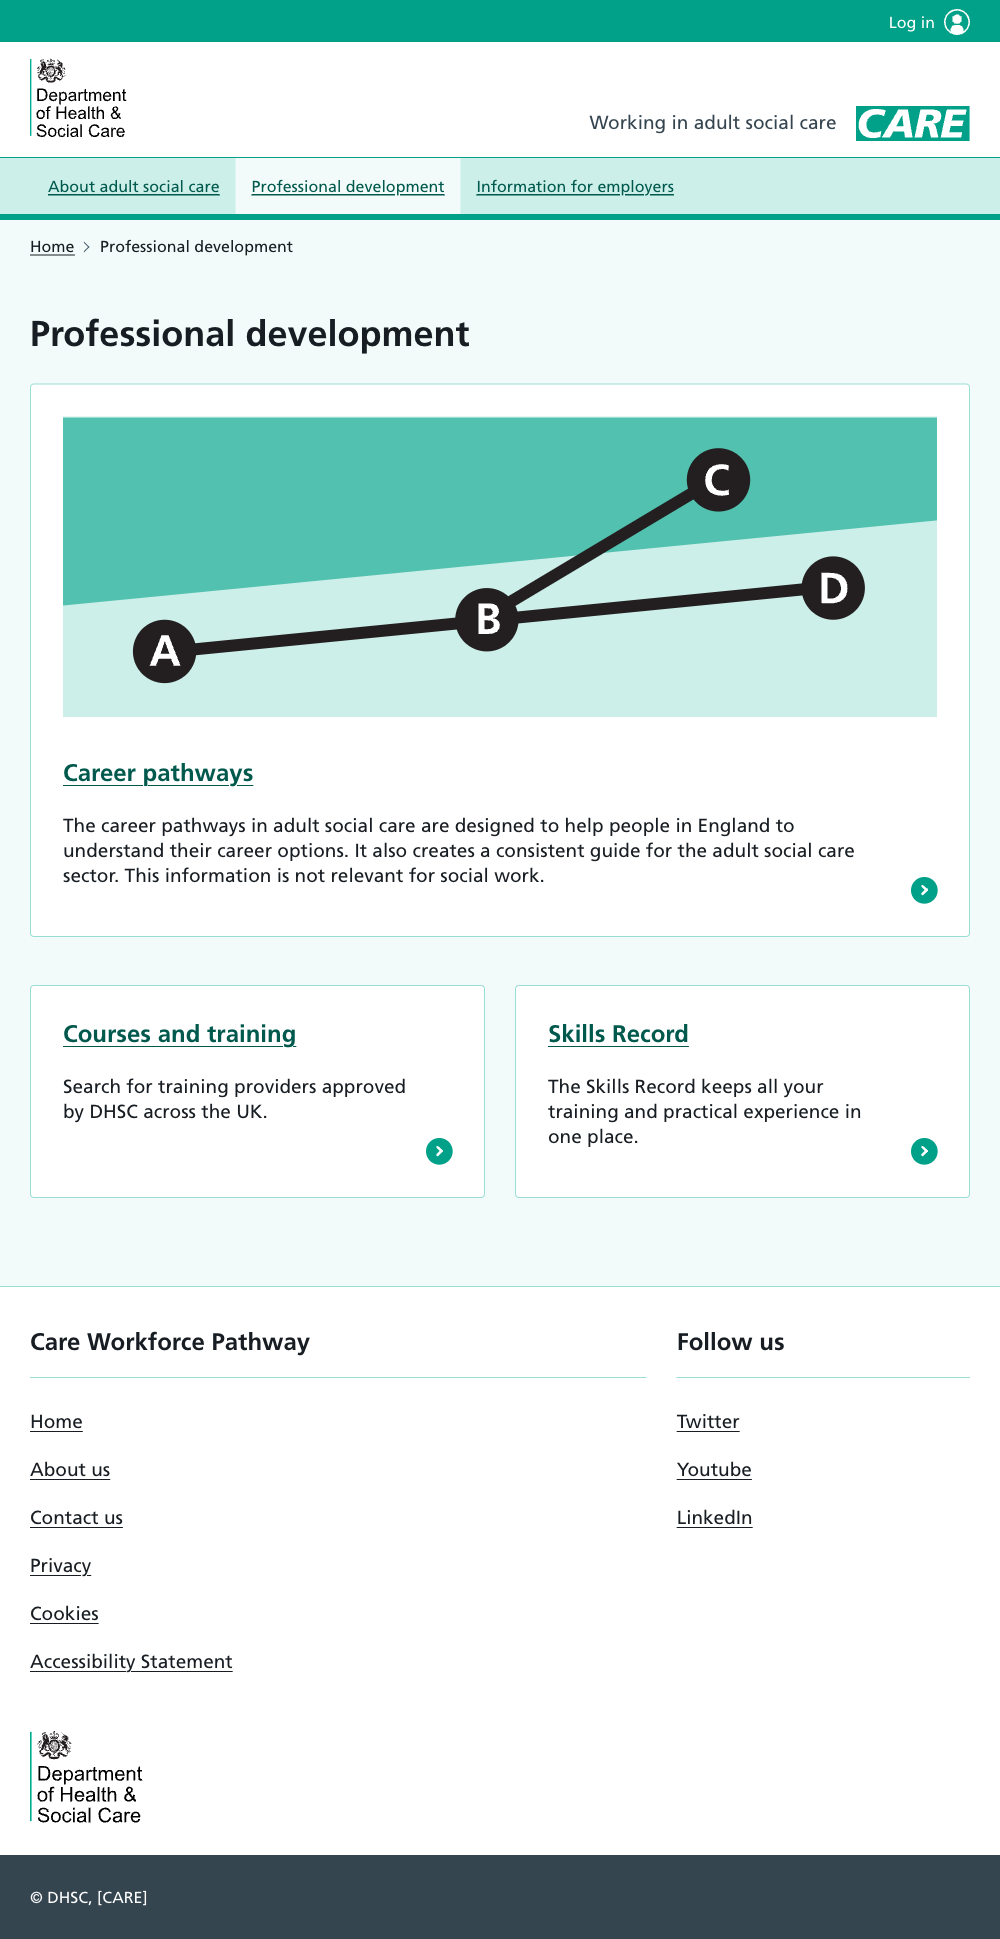 Log in
Department
of Health &
Social Care
Working in adult social care
CARE
About adult social care
Professional development
Information for employers
Home
Professional development
Professional development
C
D
B
A
Career pathways
The career pathways in adult social care are designed to help people in England to
understand their career options. It also creates a consistent guide for the adult social care
sector. This information is not relevant for social work.
Courses and training
Search for training providers approved
by DHSC across the UK.
Skills Record
The Skills Record keeps all your
training and practical experience in
one place.
Care Workforce Pathway
Home
About us
Contact us
Privacy
Cookies
Accessibility Statement
Follow us
Twitter
Youtube
LinkedIn
Department
of Health &
Social Care
© DHSC, [CARE]